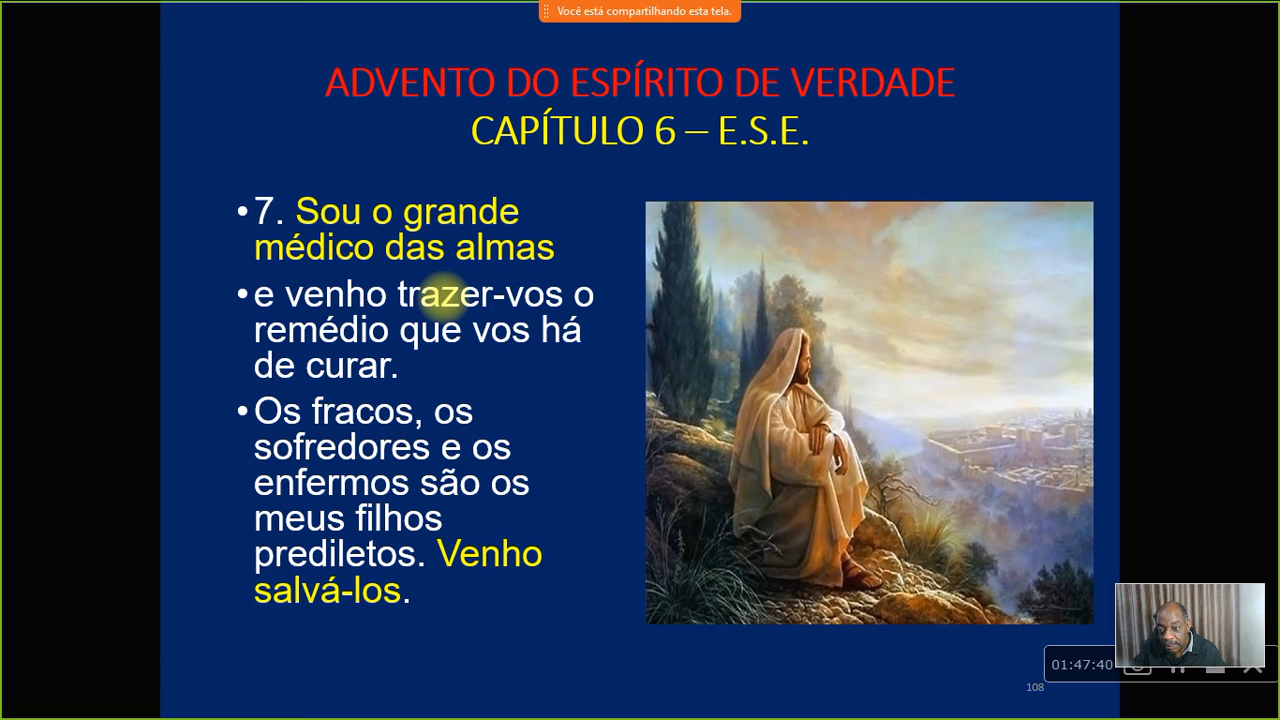 Você está compartilhando esta tela.
ADVENTO DO ESPÍRITO DE VERDADE
CAPÍTULO 6 – E.S.E.
•7. Sou o grande
médico das almas
•e venho trazer-vos o
remédio que vos há
de curar.
•Os fracos, os
sofredores e os
enfermos são os
meus filhos
prediletos. Venho
salvá-los.
01:47:40
108